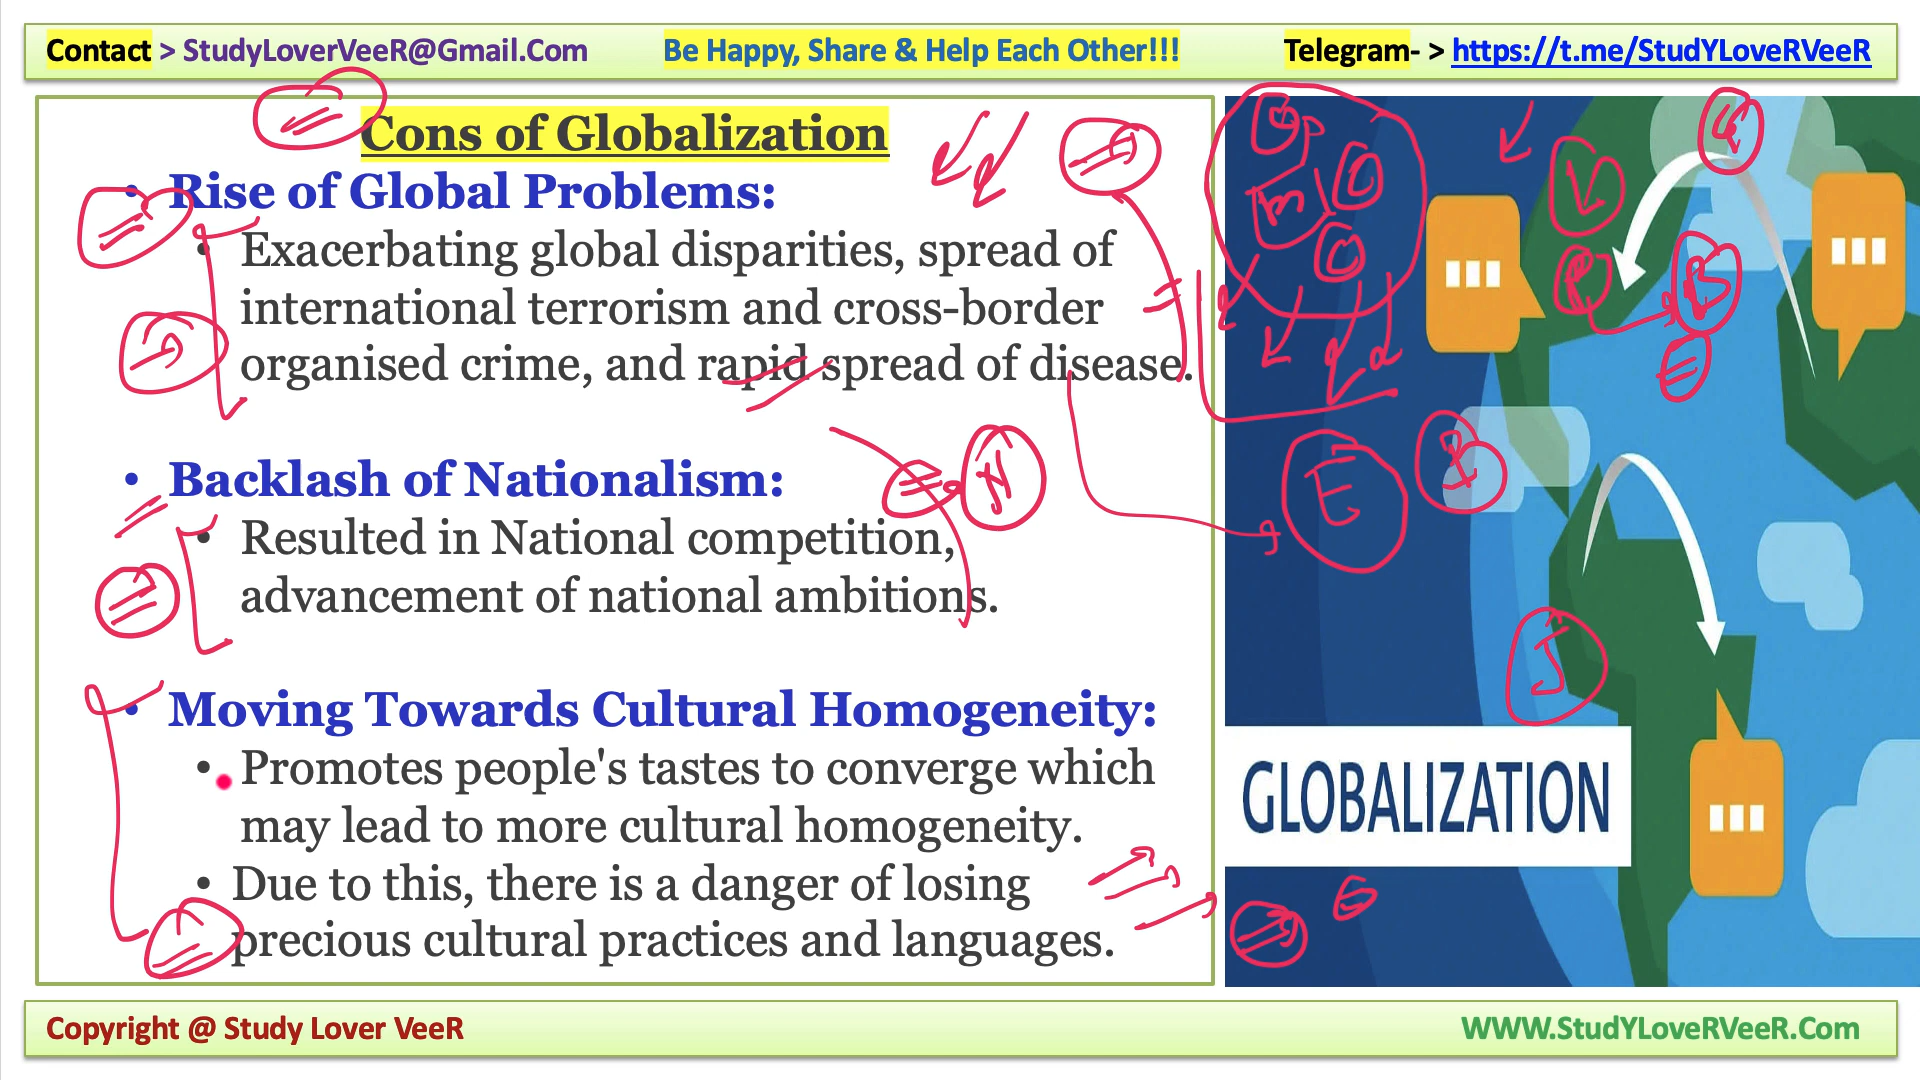 Contact > StudyLoverVeeR@Gmail.Com Be Happy, Share & Help Each Other!!! Telegram- > https://t.me/StudYLoveRVeeR
Cons of Globalization
• Rise of Global Problems:
• Exacerbating global disparities, spread of
international terrorism and cross-border
organised crime, and rapid spread of disease.
• Backlash of Nationalism:
• Resulted in National competition,
advancement of national ambitions.
• Moving Towards Cultural Homogeneity:
• Promotes people's tastes to converge which
may lead to more cultural homogeneity.
• Due to this, there is a danger of losing
precious cultural practices and languages.
N
E
J
GLOBALIZATION
Copyright @ Study Lover VeeR WWW.StudYLoveRVeeR.Com